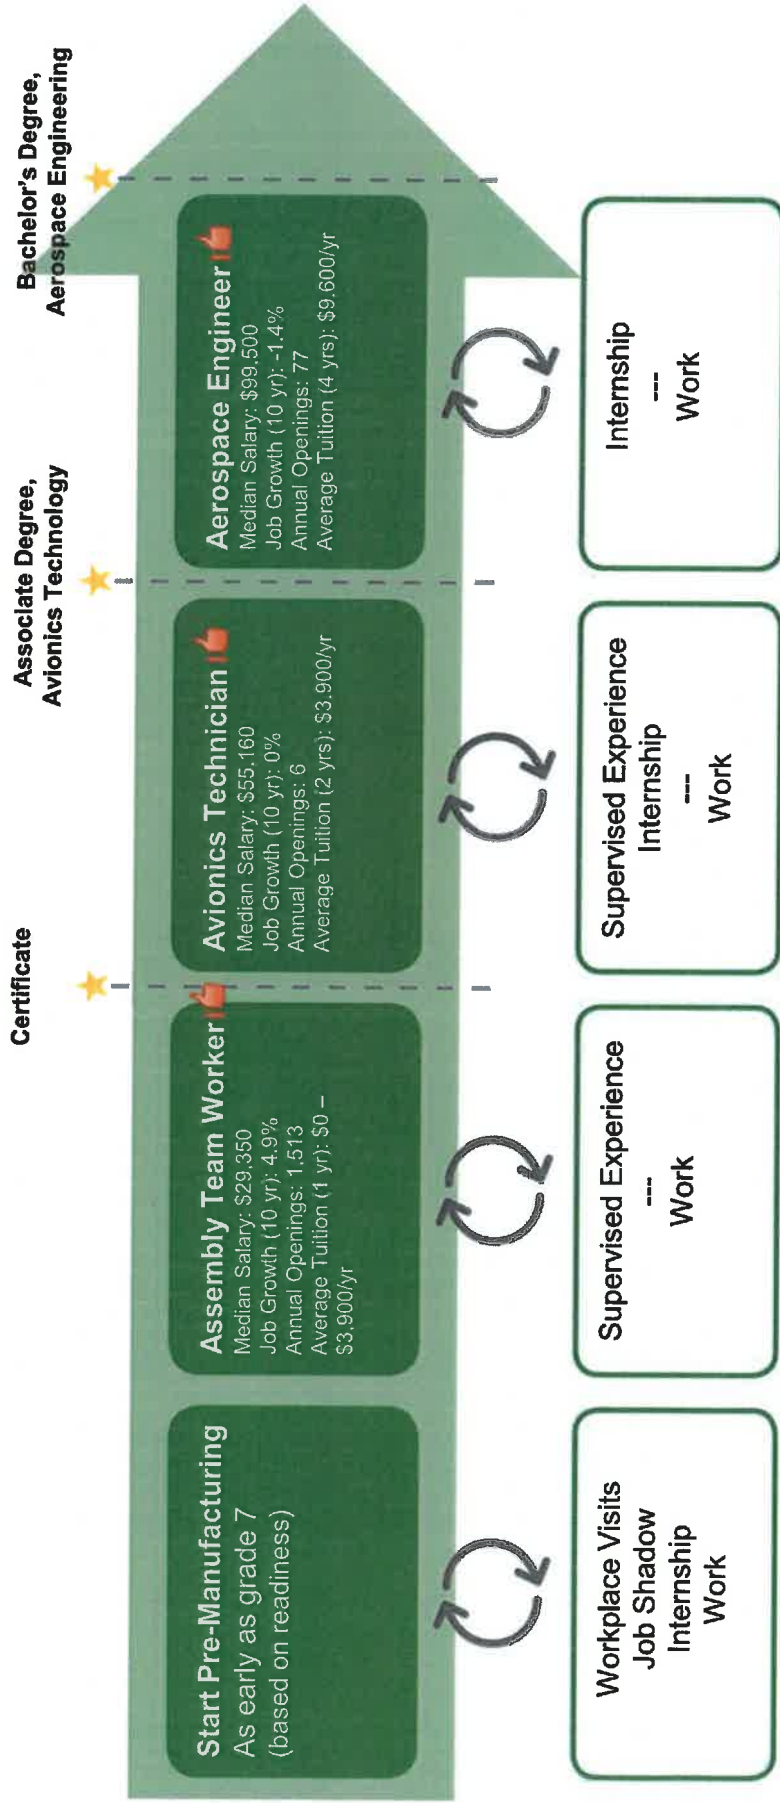 Certificate
Associate Degree,
Avionics Technology
Bachelor's Degree,
Aerospace Engineering
Start Pre-Manufacturing
As early as grade 7
(based on readiness)
Assembly Team Worker
Median Salary: $29,350
Job Growth (10 yr): 4.9%
Annual Openings: 1,513
Average Tuition (1 yr): $0 –
$3,900/yr
Avionics Technician
Median Salary: $55,160
Job Growth (10 yr): 0%
Annual Openings: 6
Average Tuition (2 yrs): $3,900/yr
Aerospace Engineer
Median Salary: $99,500
Job Growth (10 yr): -1.4%
Annual Openings: 77
Average Tuition (4 yrs): $9,600/yr
Workplace Visits
Job Shadow
Internship
Work
Supervised Experience
---
Work
Supervised Experience
Internship
---
Work
Internship
---
Work